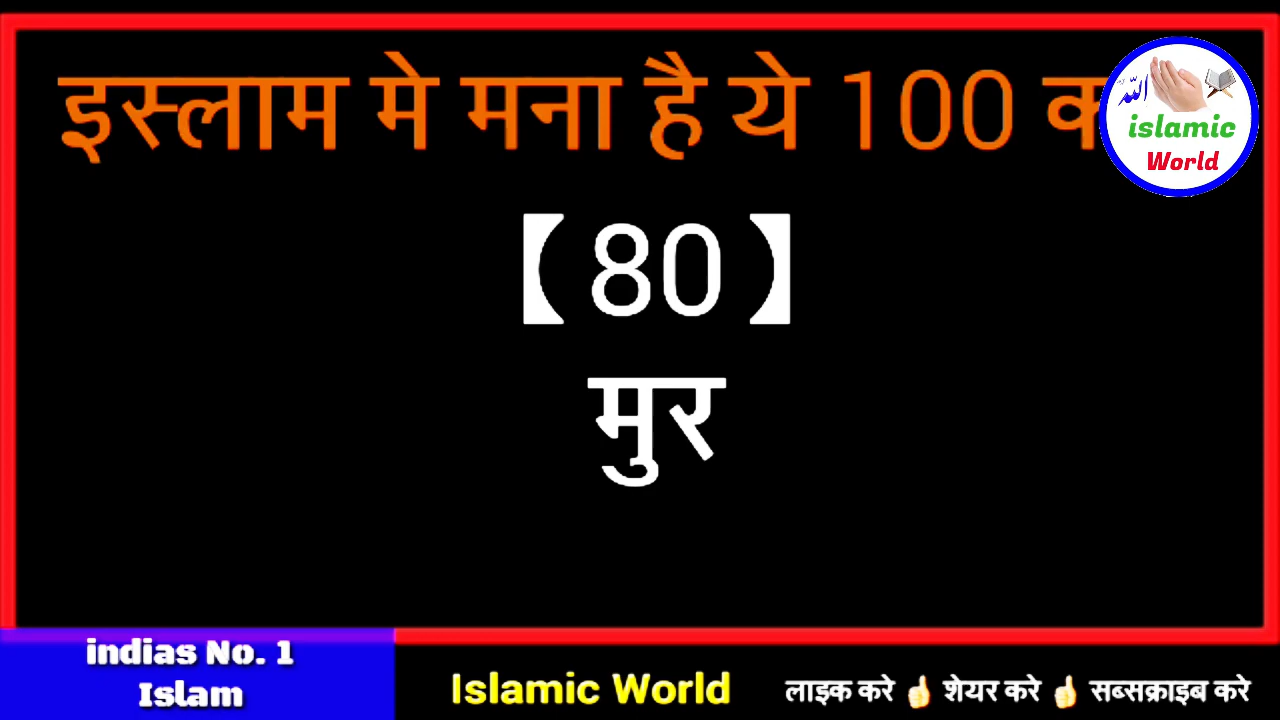 इस्लाम मे मना है ये 100 क
الله
islamic
World
【80】
मुर
indias No. 1
Islam
Islamic World
लाइक करे 👍🏻 शेयर करे 👍🏻 सब्सक्राइब करे